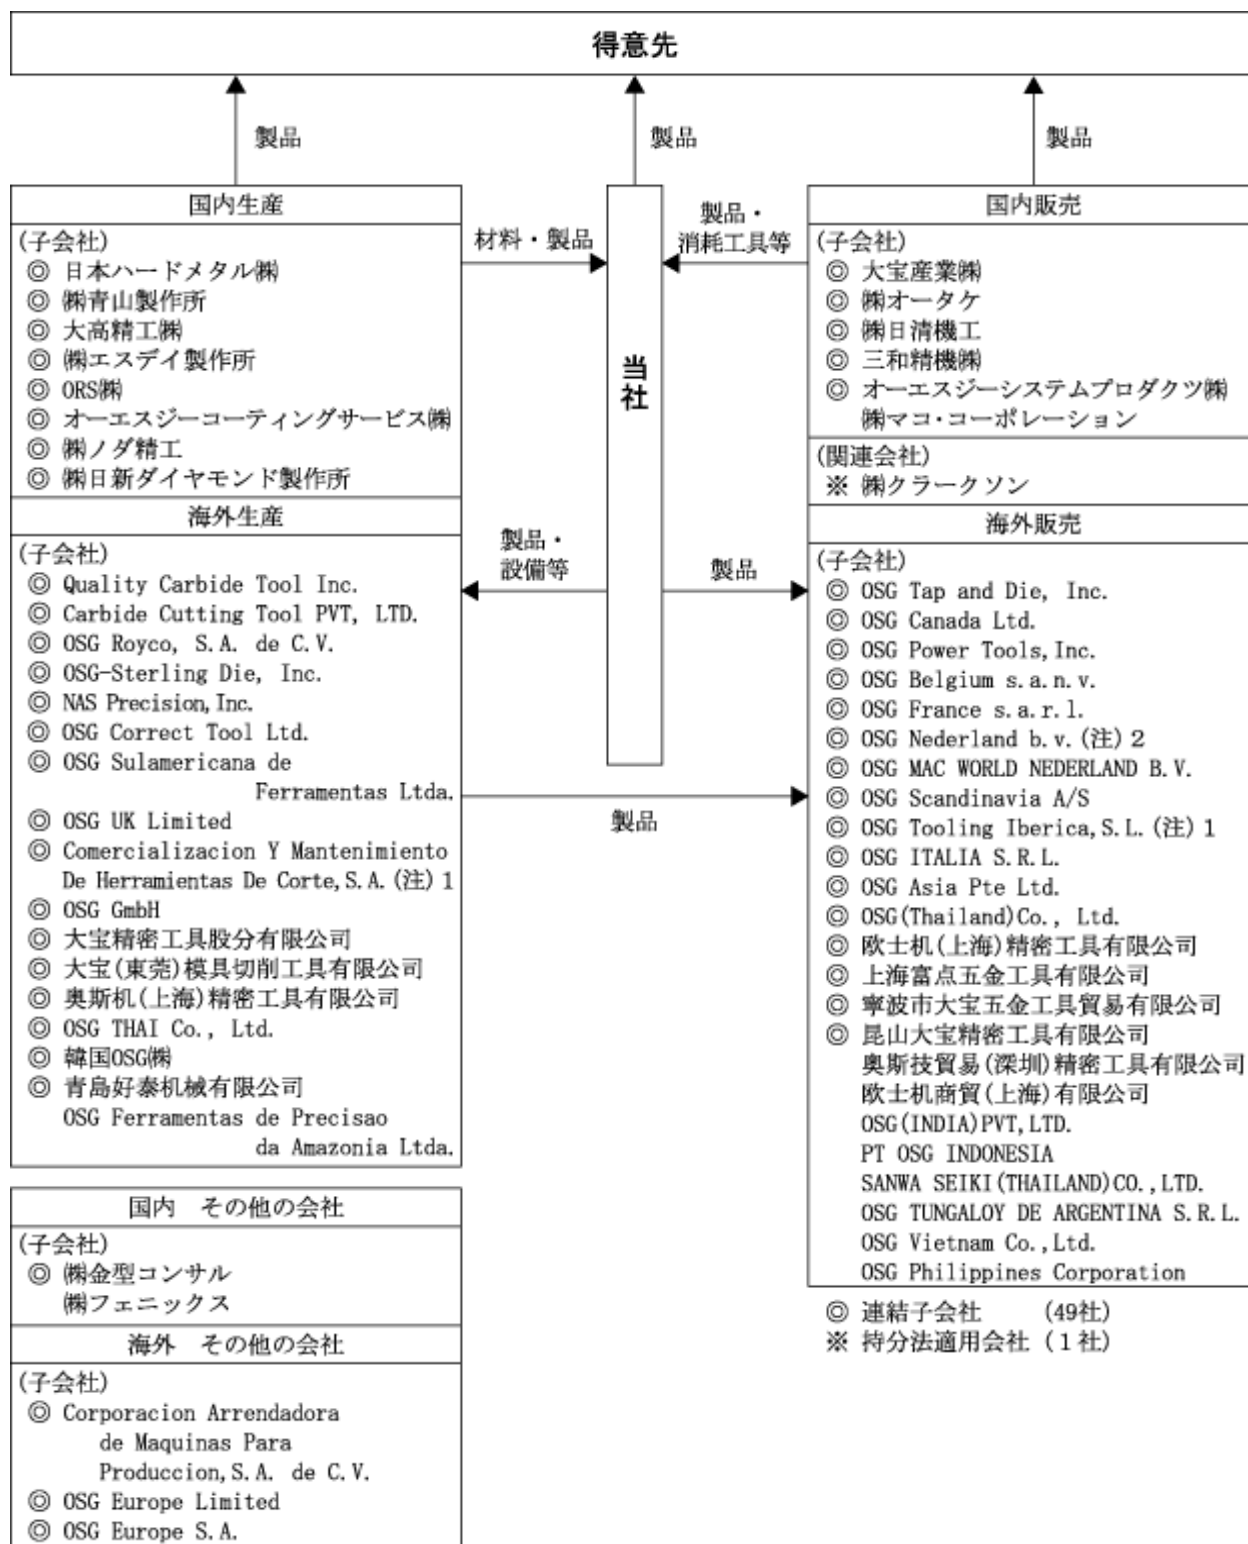 得意先
製品
製品
製品
国内生産
(子会社)
◎ 日本ハードメタル㈱
◎ ㈱青山製作所
◎ 大高精工㈱
◎ ㈱エスデイ製作所
◎ ORS㈱
◎ オーエスジーコーティングサービス㈱
◎ ㈱ノダ精工
◎ ㈱日新ダイヤモンド製作所
海外生産
(子会社)
◎ Quality Carbide Tool Inc.
◎ Carbide Cutting Tool PVT, LTD.
◎ OSG Royco, S.A. de C.V.
◎ OSG-Sterling Die, Inc.
◎ NAS Precision,Inc.
◎ OSG Correct Tool Ltd.
◎ OSG Sulamericana de
Ferramentas Ltda.
◎ OSG UK Limited
◎ Comercializacion Y Mantenimiento
De Herramientas De Corte,S.A.(注)1
◎ OSG GmbH
◎ 大宝精密工具股分有限公司
◎ 大宝(東莞)模具切削工具有限公司
◎ 奥斯机(上海)精密工具有限公司
◎ OSG THAI Co., Ltd.
◎ 韓国OSG㈱
◎ 青島好泰机械有限公司
OSG Ferramentas de Precisao
da Amazonia Ltda.
材料・製品
製品・
設備等
当社
製品・
消耗工具等
製品
製品
国内販売
(子会社)
◎ 大宝産業㈱
◎ ㈱オータケ
◎ ㈱日清機工
◎ 三和精機㈱
◎ オーエスジーシステムプロダクツ㈱
㈱マコ・コーポレーション
(関連会社)
※ ㈱クラークソン
海外販売
(子会社)
◎ OSG Tap and Die, Inc.
◎ OSG Canada Ltd.
◎ OSG Power Tools,Inc.
◎ OSG Belgium s.a.n.v.
◎ OSG France s.a.r.l.
◎ OSG Nederland b.v.(注)2
◎ OSG MAC WORLD NEDERLAND B.V.
◎ OSG Scandinavia A/S
◎ OSG Tooling Iberica,S.L.(注)1
◎ OSG ITALIA S.R.L.
◎ OSG Asia Pte Ltd.
◎ OSG(Thailand)Co., Ltd.
◎ 欧士机(上海)精密工具有限公司
◎ 上海富点五金工具有限公司
◎ 寧波市大宝五金工具貿易有限公司
◎ 昆山大宝精密工具有限公司
奥斯技貿易(深圳)精密工具有限公司
欧士机商貿(上海)有限公司
OSG(INDIA)PVT,LTD.
PT OSG INDONESIA
SANWA SEIKI(THAILAND)CO.,LTD.
OSG TUNGALOY DE ARGENTINA S.R.L.
OSG Vietnam Co.,Ltd.
OSG Philippines Corporation
◎ 連結子会社 (49社)
※ 持分法適用会社 (1社)
国内 その他の会社
(子会社)
◎ ㈱金型コンサル
㈱フェニックス
海外 その他の会社
(子会社)
◎ Corporacion Arrendadora
de Maquinas Para
Produccion,S.A. de C.V.
◎ OSG Europe Limited
◎ OSG Europe S.A.